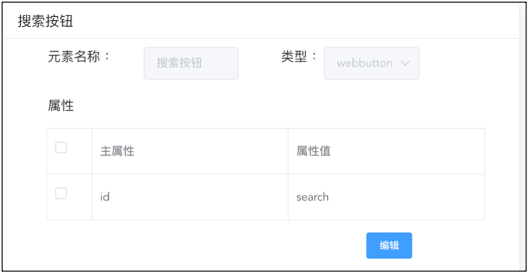 搜索按钮
元素名称： 搜索按钮 类型： webbutton
属性
主属性 属性值
id search
编辑